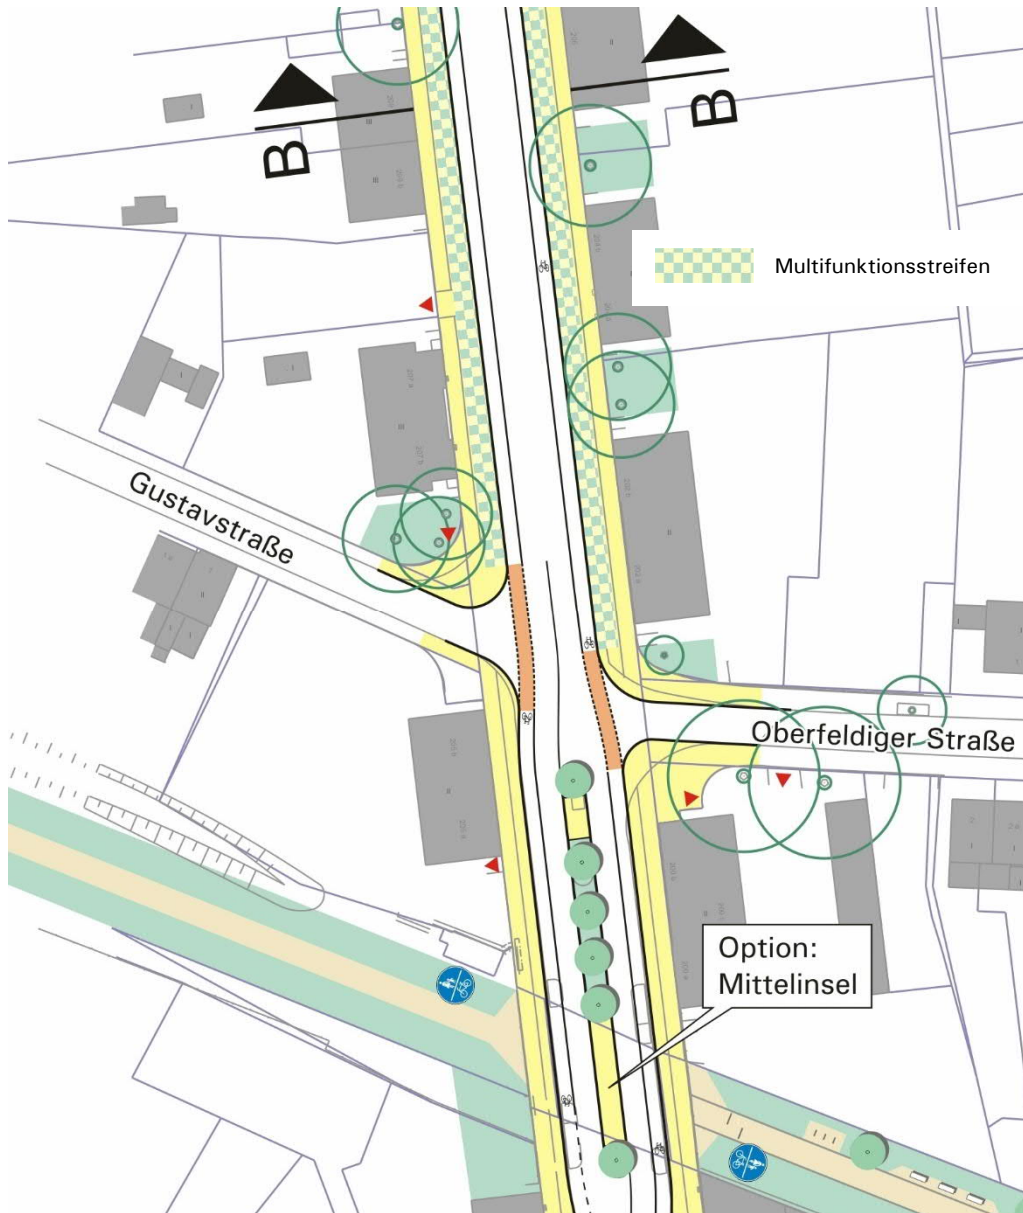 B
B
Multifunktionsstreifen
Gustavstraße
Oberfeldiger Straße
Option:
Mittelinsel